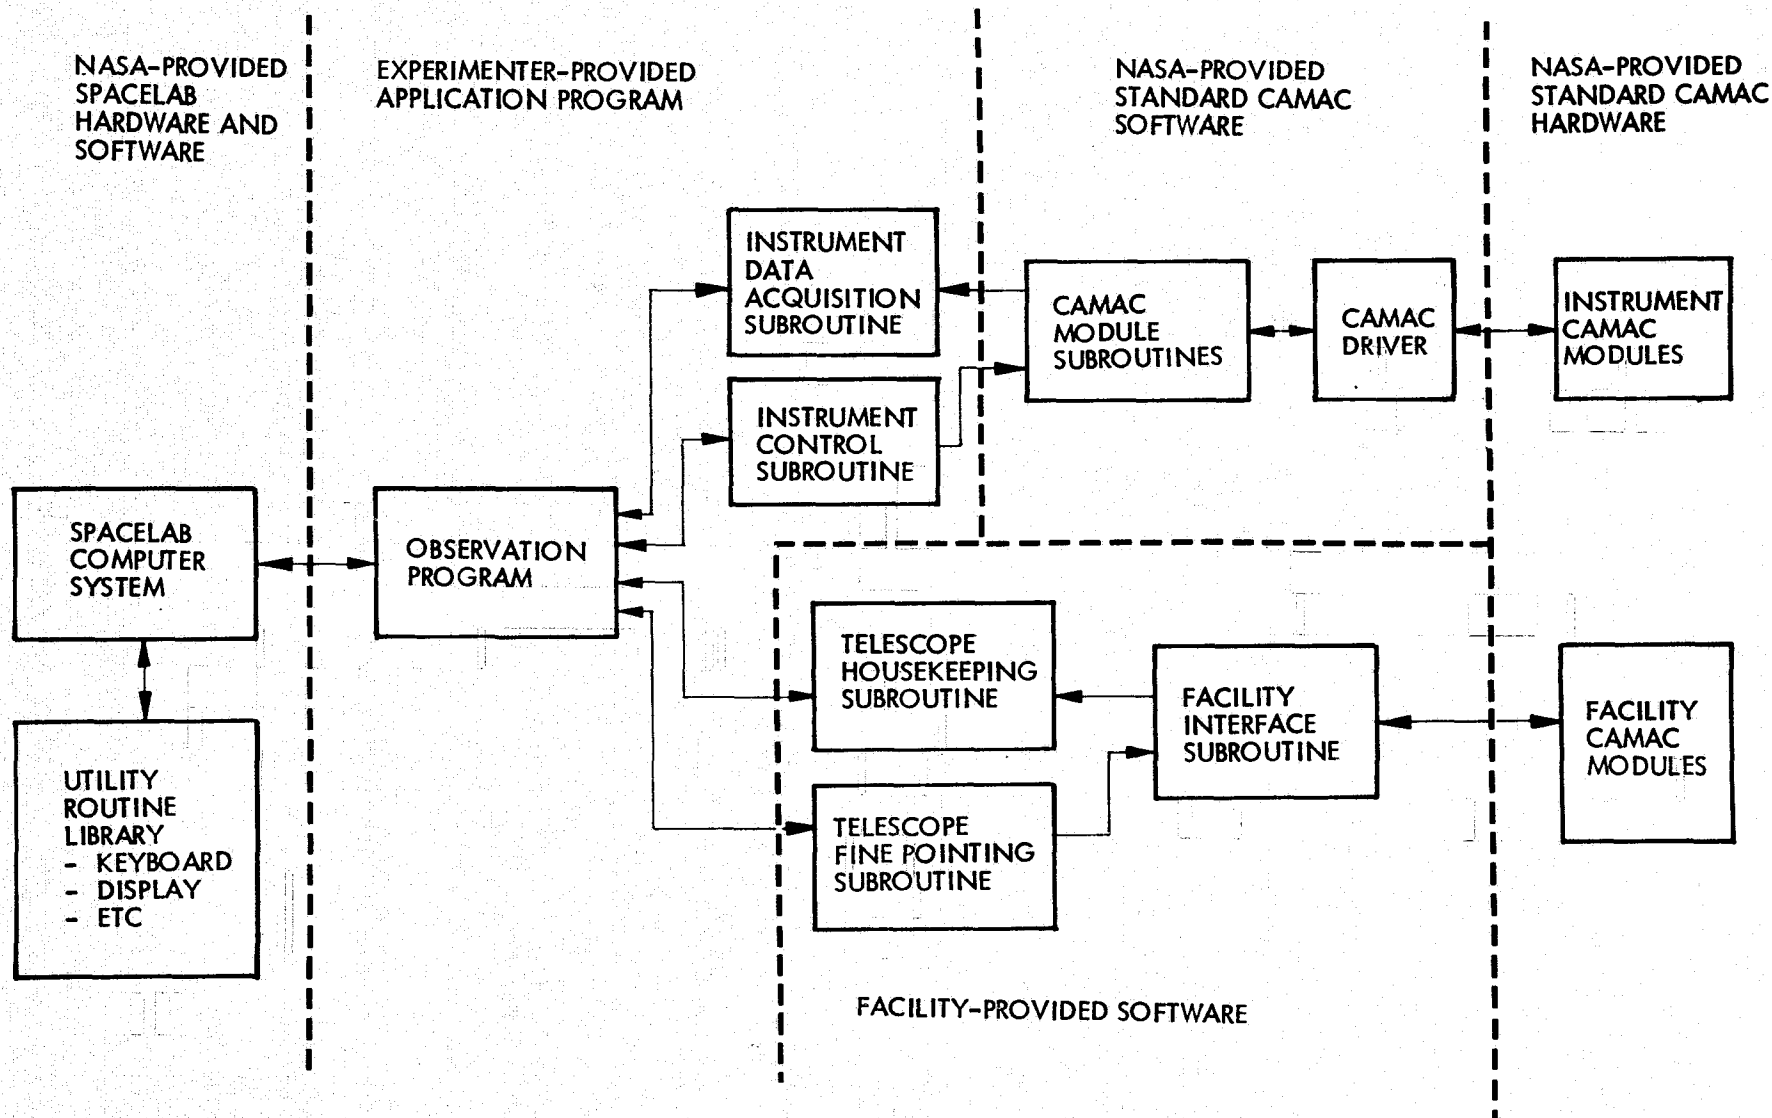 NASA-PROVIDED
SPACELAB
HARDWARE AND
SOFTWARE
EXPERIMENTER-PROVIDED
APPLICATION PROGRAM
NASA-PROVIDED
STANDARD CAMAC
SOFTWARE
NASA-PROVIDED
STANDARD CAMAC
HARDWARE
INSTRUMENT
DATA
ACQUISITION
SUBROUTINE
CAMAC
MODULE
SUBROUTINES
CAMAC
DRIVER
INSTRUMENT
CAMAC
MODULES
INSTRUMENT
CONTROL
SUBROUTINE
SPACELAB
COMPUTER
SYSTEM
OBSERVATION
PROGRAM
TELESCOPE
HOUSEKEEPING
SUBROUTINE
FACILITY
INTERFACE
SUBROUTINE
FACILITY
CAMAC
MODULES
UTILITY
ROUTINE
LIBRARY
- KEYBOARD
- DISPLAY
- ETC
TELESCOPE
FINE POINTING
SUBROUTINE
FACILITY-PROVIDED SOFTWARE